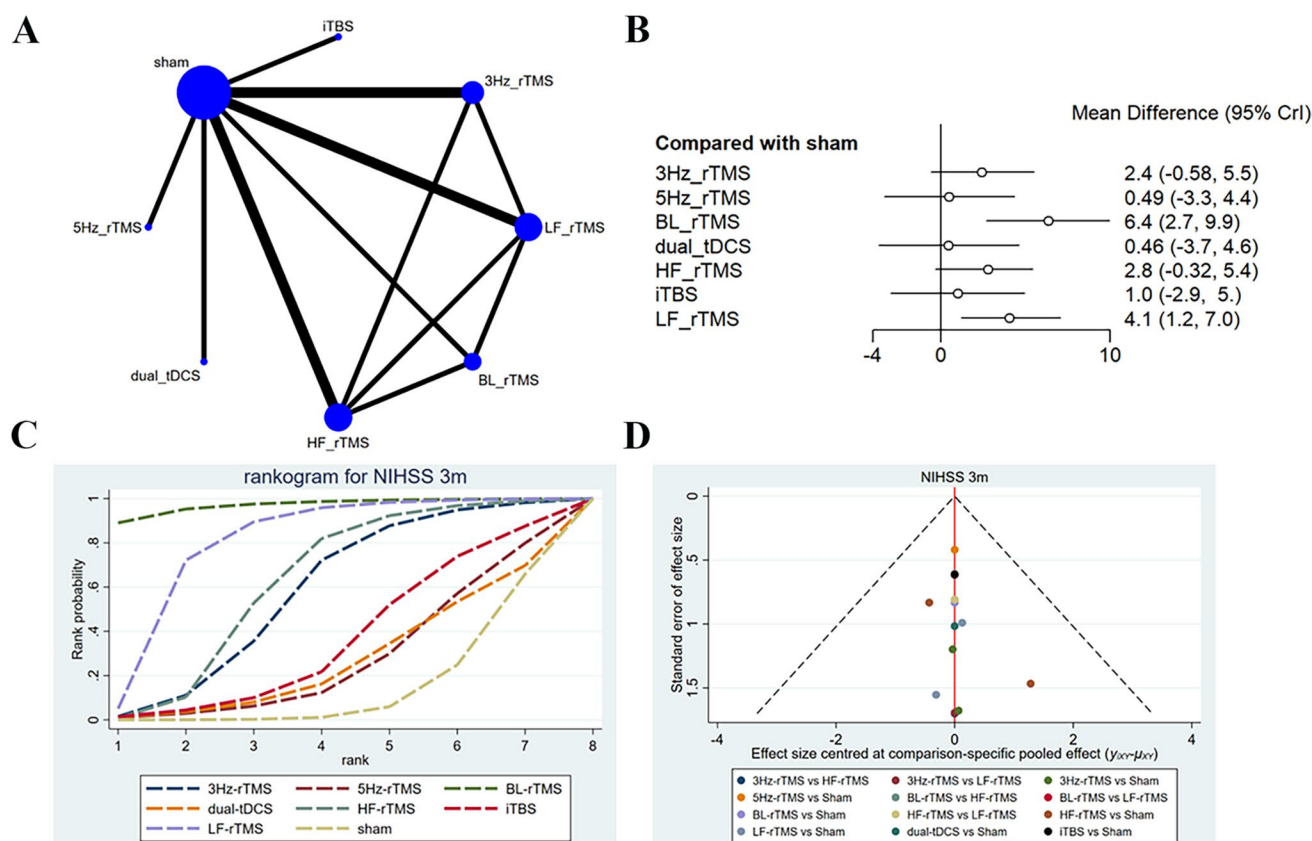 A
iTBS
sham
3Hz_rTMS
LF_rTMS
5Hz_rTMS
dual_tDCS
BL_rTMS
HF_rTMS
B
Mean Difference (95% CrI)
Compared with sham
3Hz_rTMS 2.4 (-0.58, 5.5)
5Hz_rTMS 0.49 (-3.3, 4.4)
BL_rTMS 6.4 (2.7, 9.9)
dual_tDCS 0.46 (-3.7, 4.6)
HF_rTMS 2.8 (-0.32, 5.4)
iTBS 1.0 (-2.9, 5.)
LF_rTMS 4.1 (1.2, 7.0)
-4 0 10
C
rankogram for NIHSS 3m
Rank probability
1
.8
.6
.4
.2
0
1 2 3 4 5 6 7 8
rank
3Hz-rTMS 5Hz-rTMS BL-rTMS
dual-tDCS HF-rTMS iTBS
LF-rTMS sham
D
NIHSS 3m
Standard error of effect size
0
.5
1
1.5
-4 -2 0 2 4
Effect size centred at comparison-specific pooled effect (yᵢXY-μXY)
3Hz-rTMS vs HF-rTMS 3Hz-rTMS vs LF-rTMS 3Hz-rTMS vs Sham
5Hz-rTMS vs Sham BL-rTMS vs HF-rTMS BL-rTMS vs LF-rTMS
BL-rTMS vs Sham HF-rTMS vs LF-rTMS HF-rTMS vs Sham
LF-rTMS vs Sham dual-tDCS vs Sham iTBS vs Sham